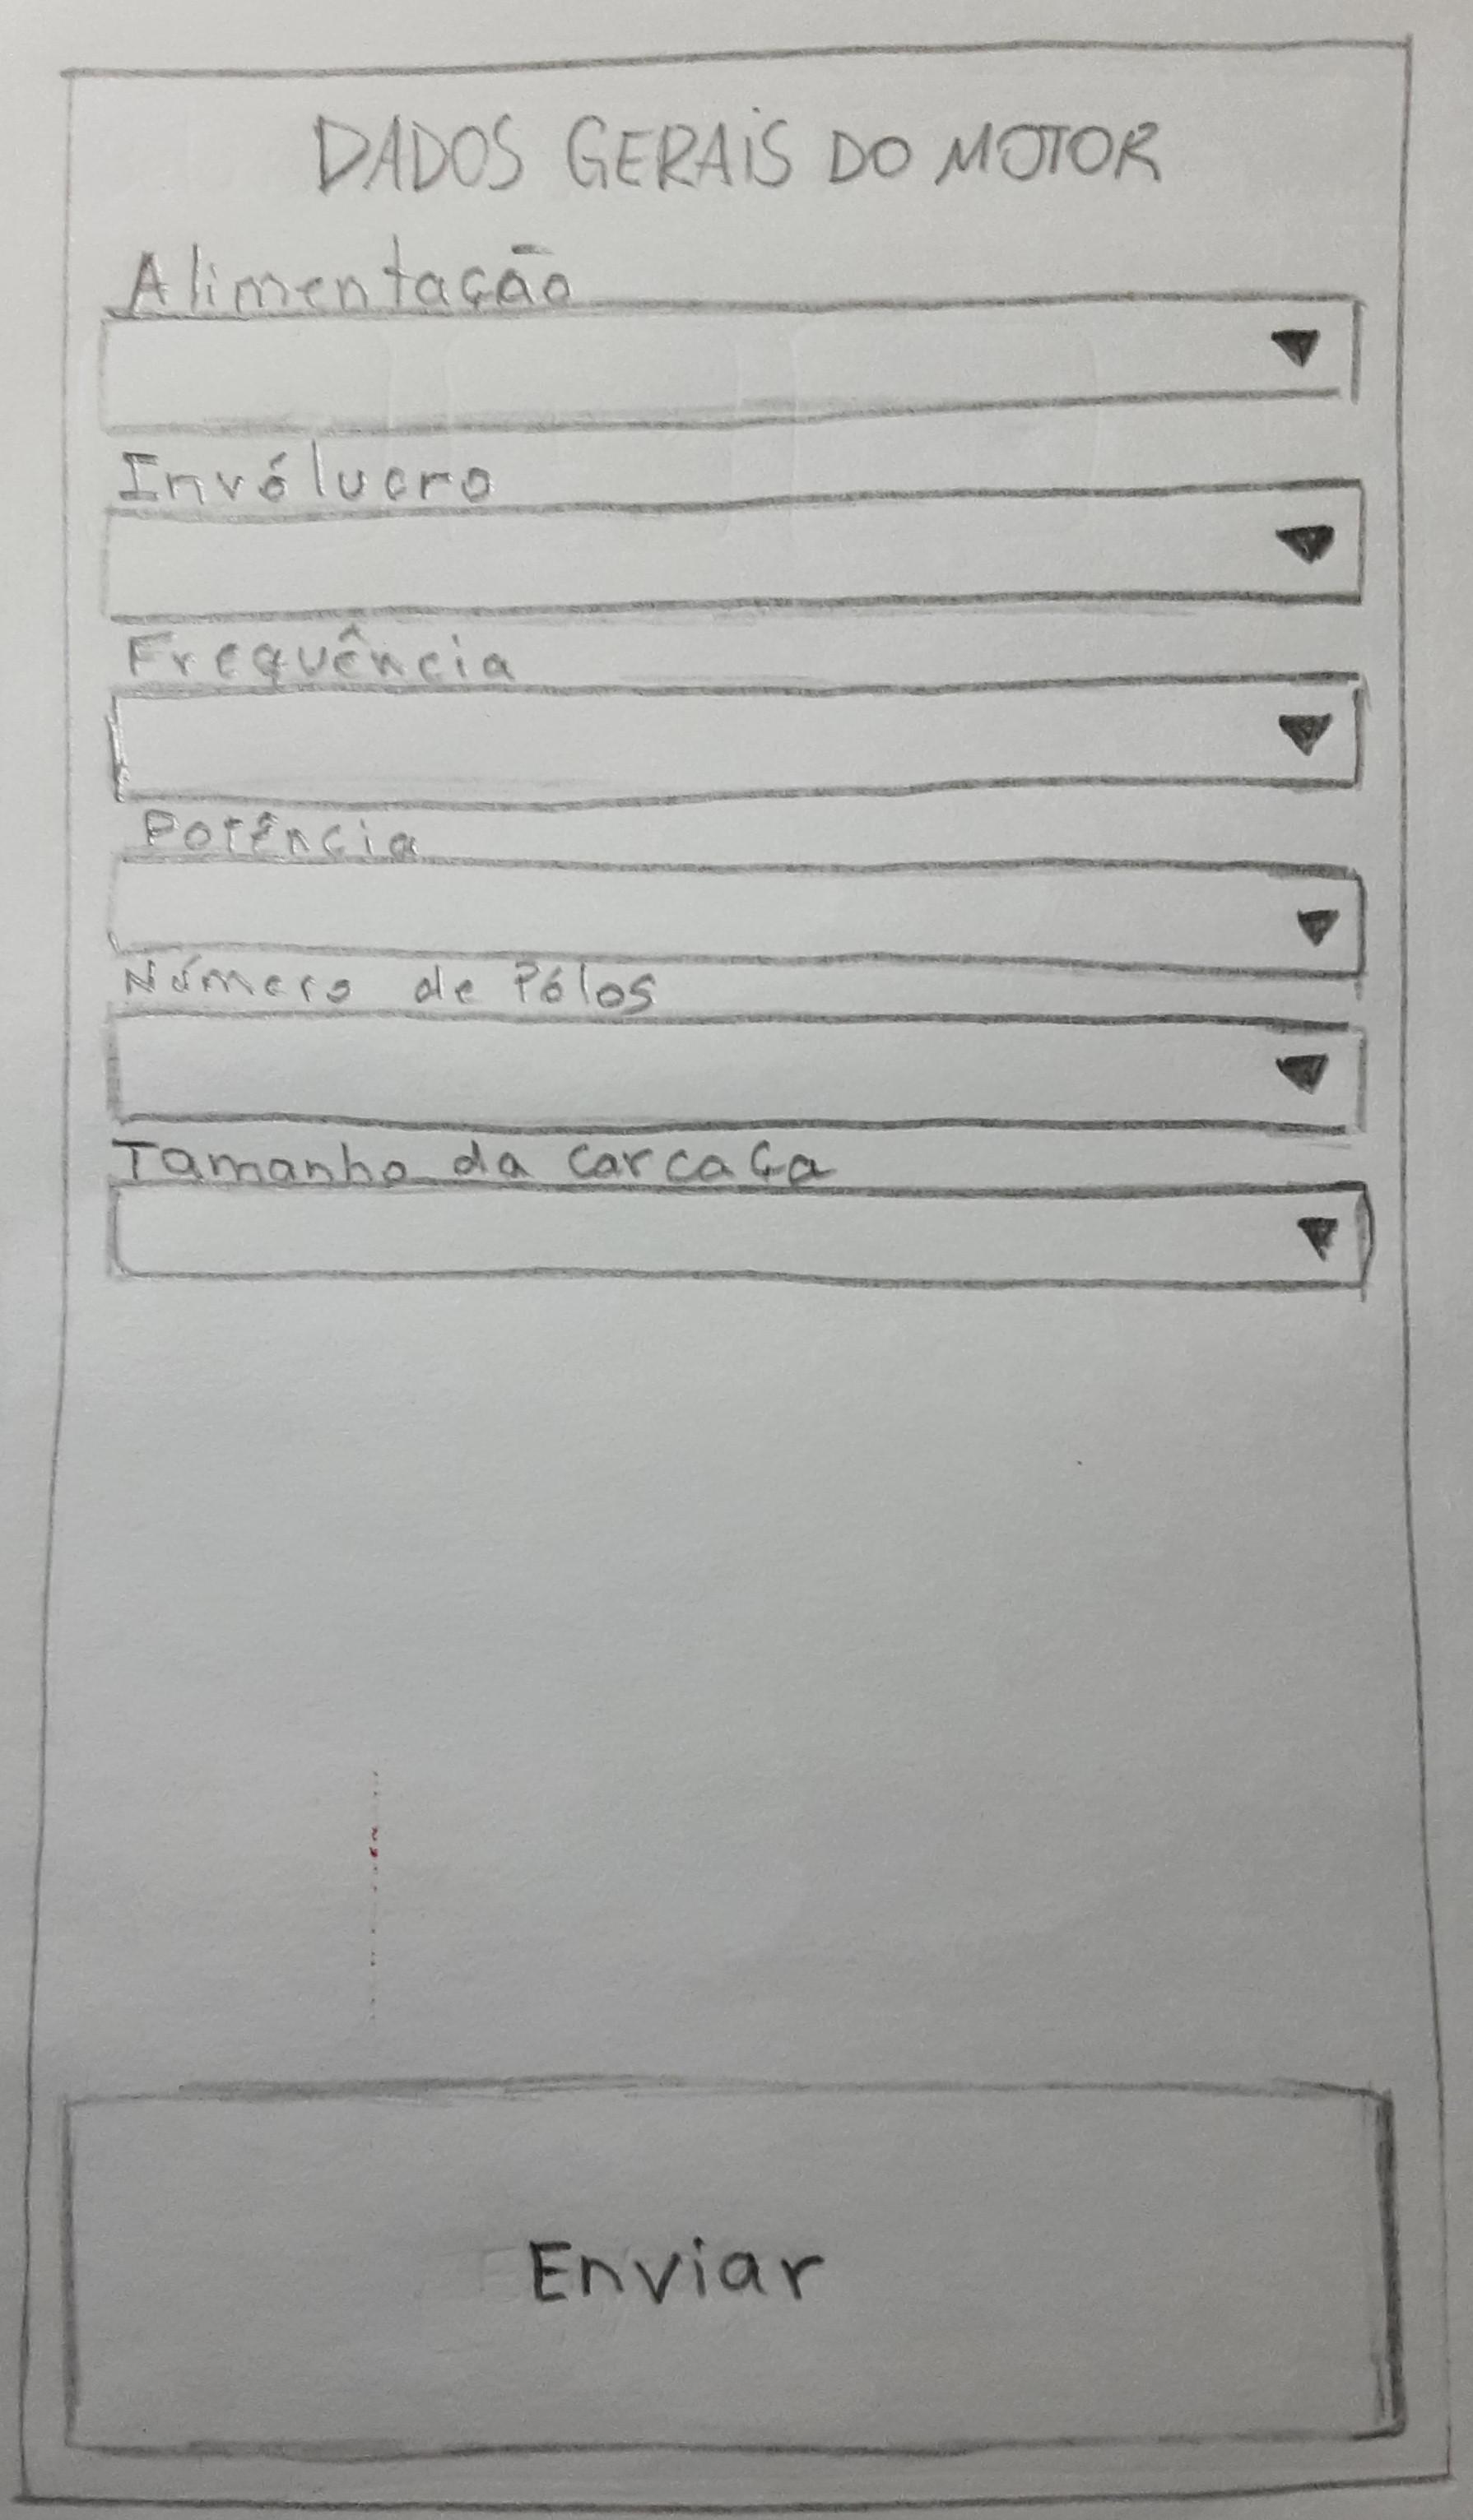 DADOS GERAIS DO MOTOR
Alimentação
Invólucro
Frequência
Potência
Número de Pólos
Tamanho da carcaça
Enviar